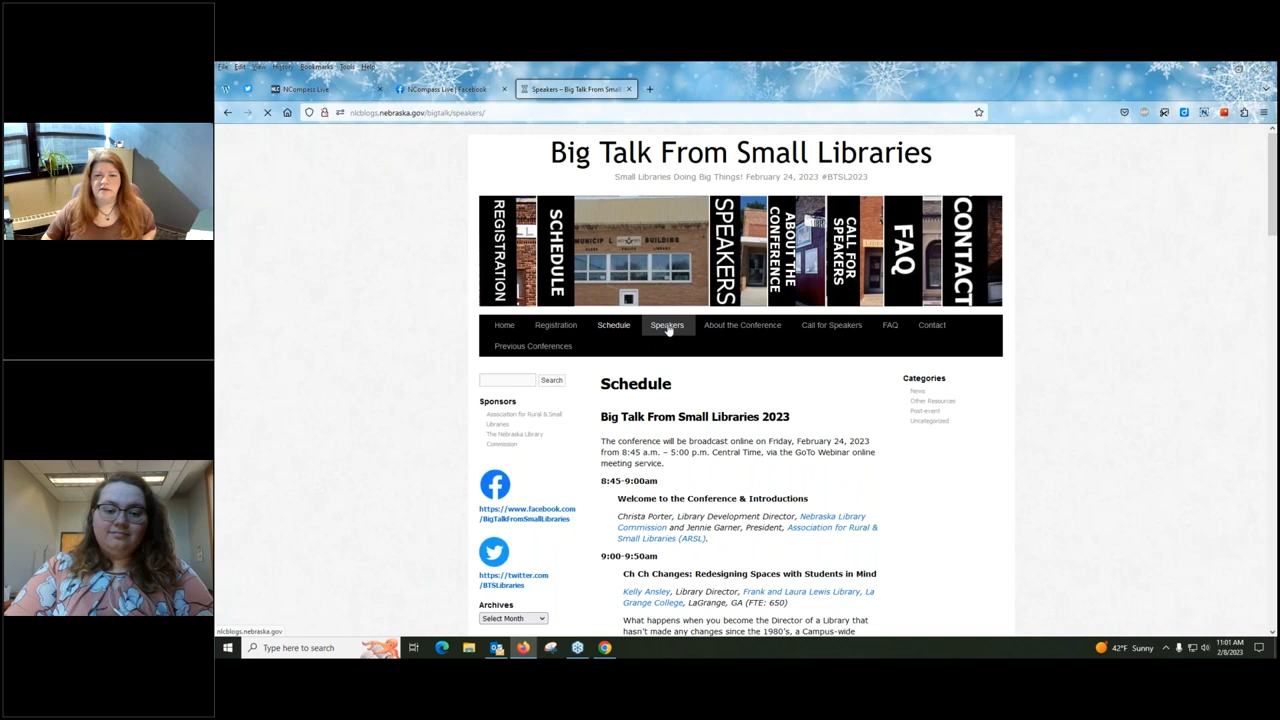 File Edit View History Bookmarks Tools Help
NCompass Live
NCompass Live | Facebook
Speakers – Big Talk From Small
nlcblogs.nebraska.gov/bigtalk/speakers/
Big Talk From Small Libraries
Small Libraries Doing Big Things! February 24, 2023 #BTSL2023
REGISTRATION
SCHEDULE
MUNICIP L BUILDING
SPEAKERS
ABOUT THE CONFERENCE
CALL FOR SPEAKERS
FAQ
CONTACT
Home Registration Schedule Speakers About the Conference Call for Speakers FAQ Contact
Previous Conferences
Search
Sponsors
Association for Rural & Small
Libraries
The Nebraska Library
Commission
https://www.facebook.com
/BigTalkFromSmallLibraries
https://twitter.com
/BTSLibraries
Archives
Select Month
Schedule
Big Talk From Small Libraries 2023
The conference will be broadcast online on Friday, February 24, 2023
from 8:45 a.m. – 5:00 p.m. Central Time, via the GoTo Webinar online
meeting service.
8:45-9:00am
Welcome to the Conference & Introductions
Christa Porter, Library Development Director, Nebraska Library
Commission and Jennie Garner, President, Association for Rural &
Small Libraries (ARSL).
9:00-9:50am
Ch Ch Changes: Redesigning Spaces with Students in Mind
Kelly Ansley, Library Director, Frank and Laura Lewis Library, La
Grange College, LaGrange, GA (FTE: 650)
What happens when you become the Director of a Library that
hasn't made any changes since the 1980's, a Campus-wide
Categories
News
Other Resources
Post-event
Uncategorized
nlcblogs.nebraska.gov
Type here to search
42°F Sunny
11:01 AM
2/8/2023